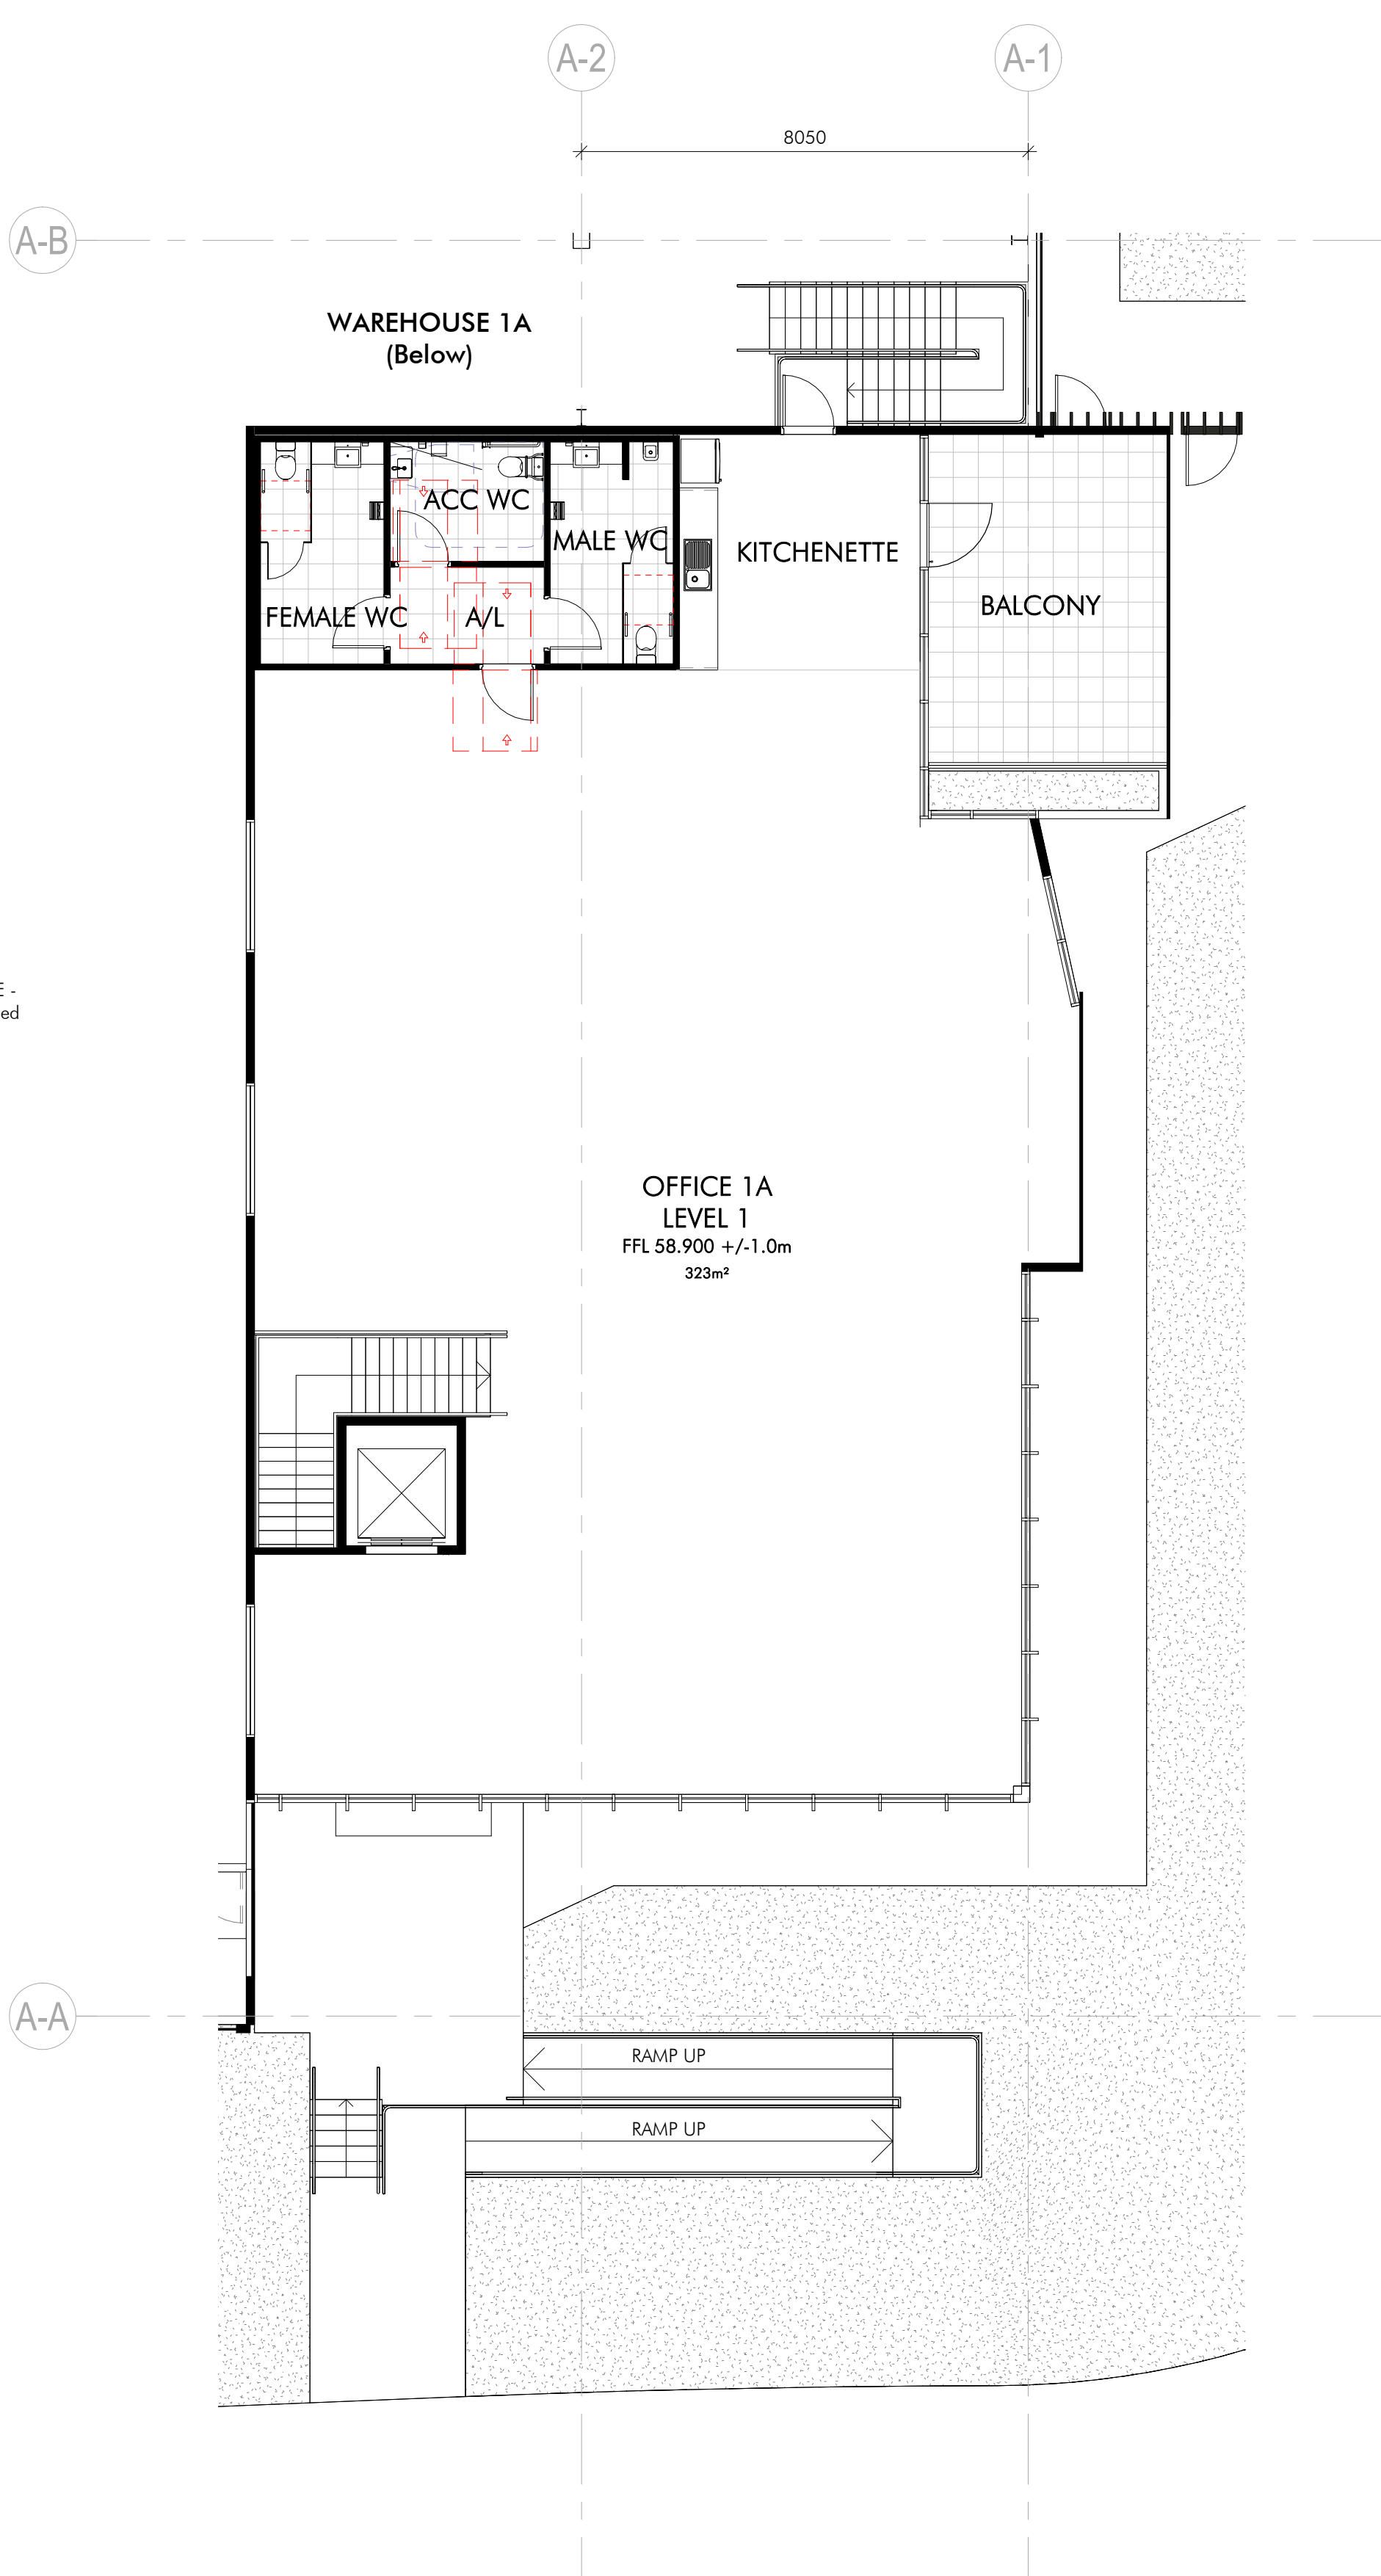 A-2
A-1
8050
A-B
WAREHOUSE 1A
(Below)
ACC WC
MALE WC
KITCHENETTE
BALCONY
FEMALE WC
A/L
E -
ed
OFFICE 1A
LEVEL 1
FFL 58.900 +/-1.0m
323m²
A-A
RAMP UP
RAMP UP